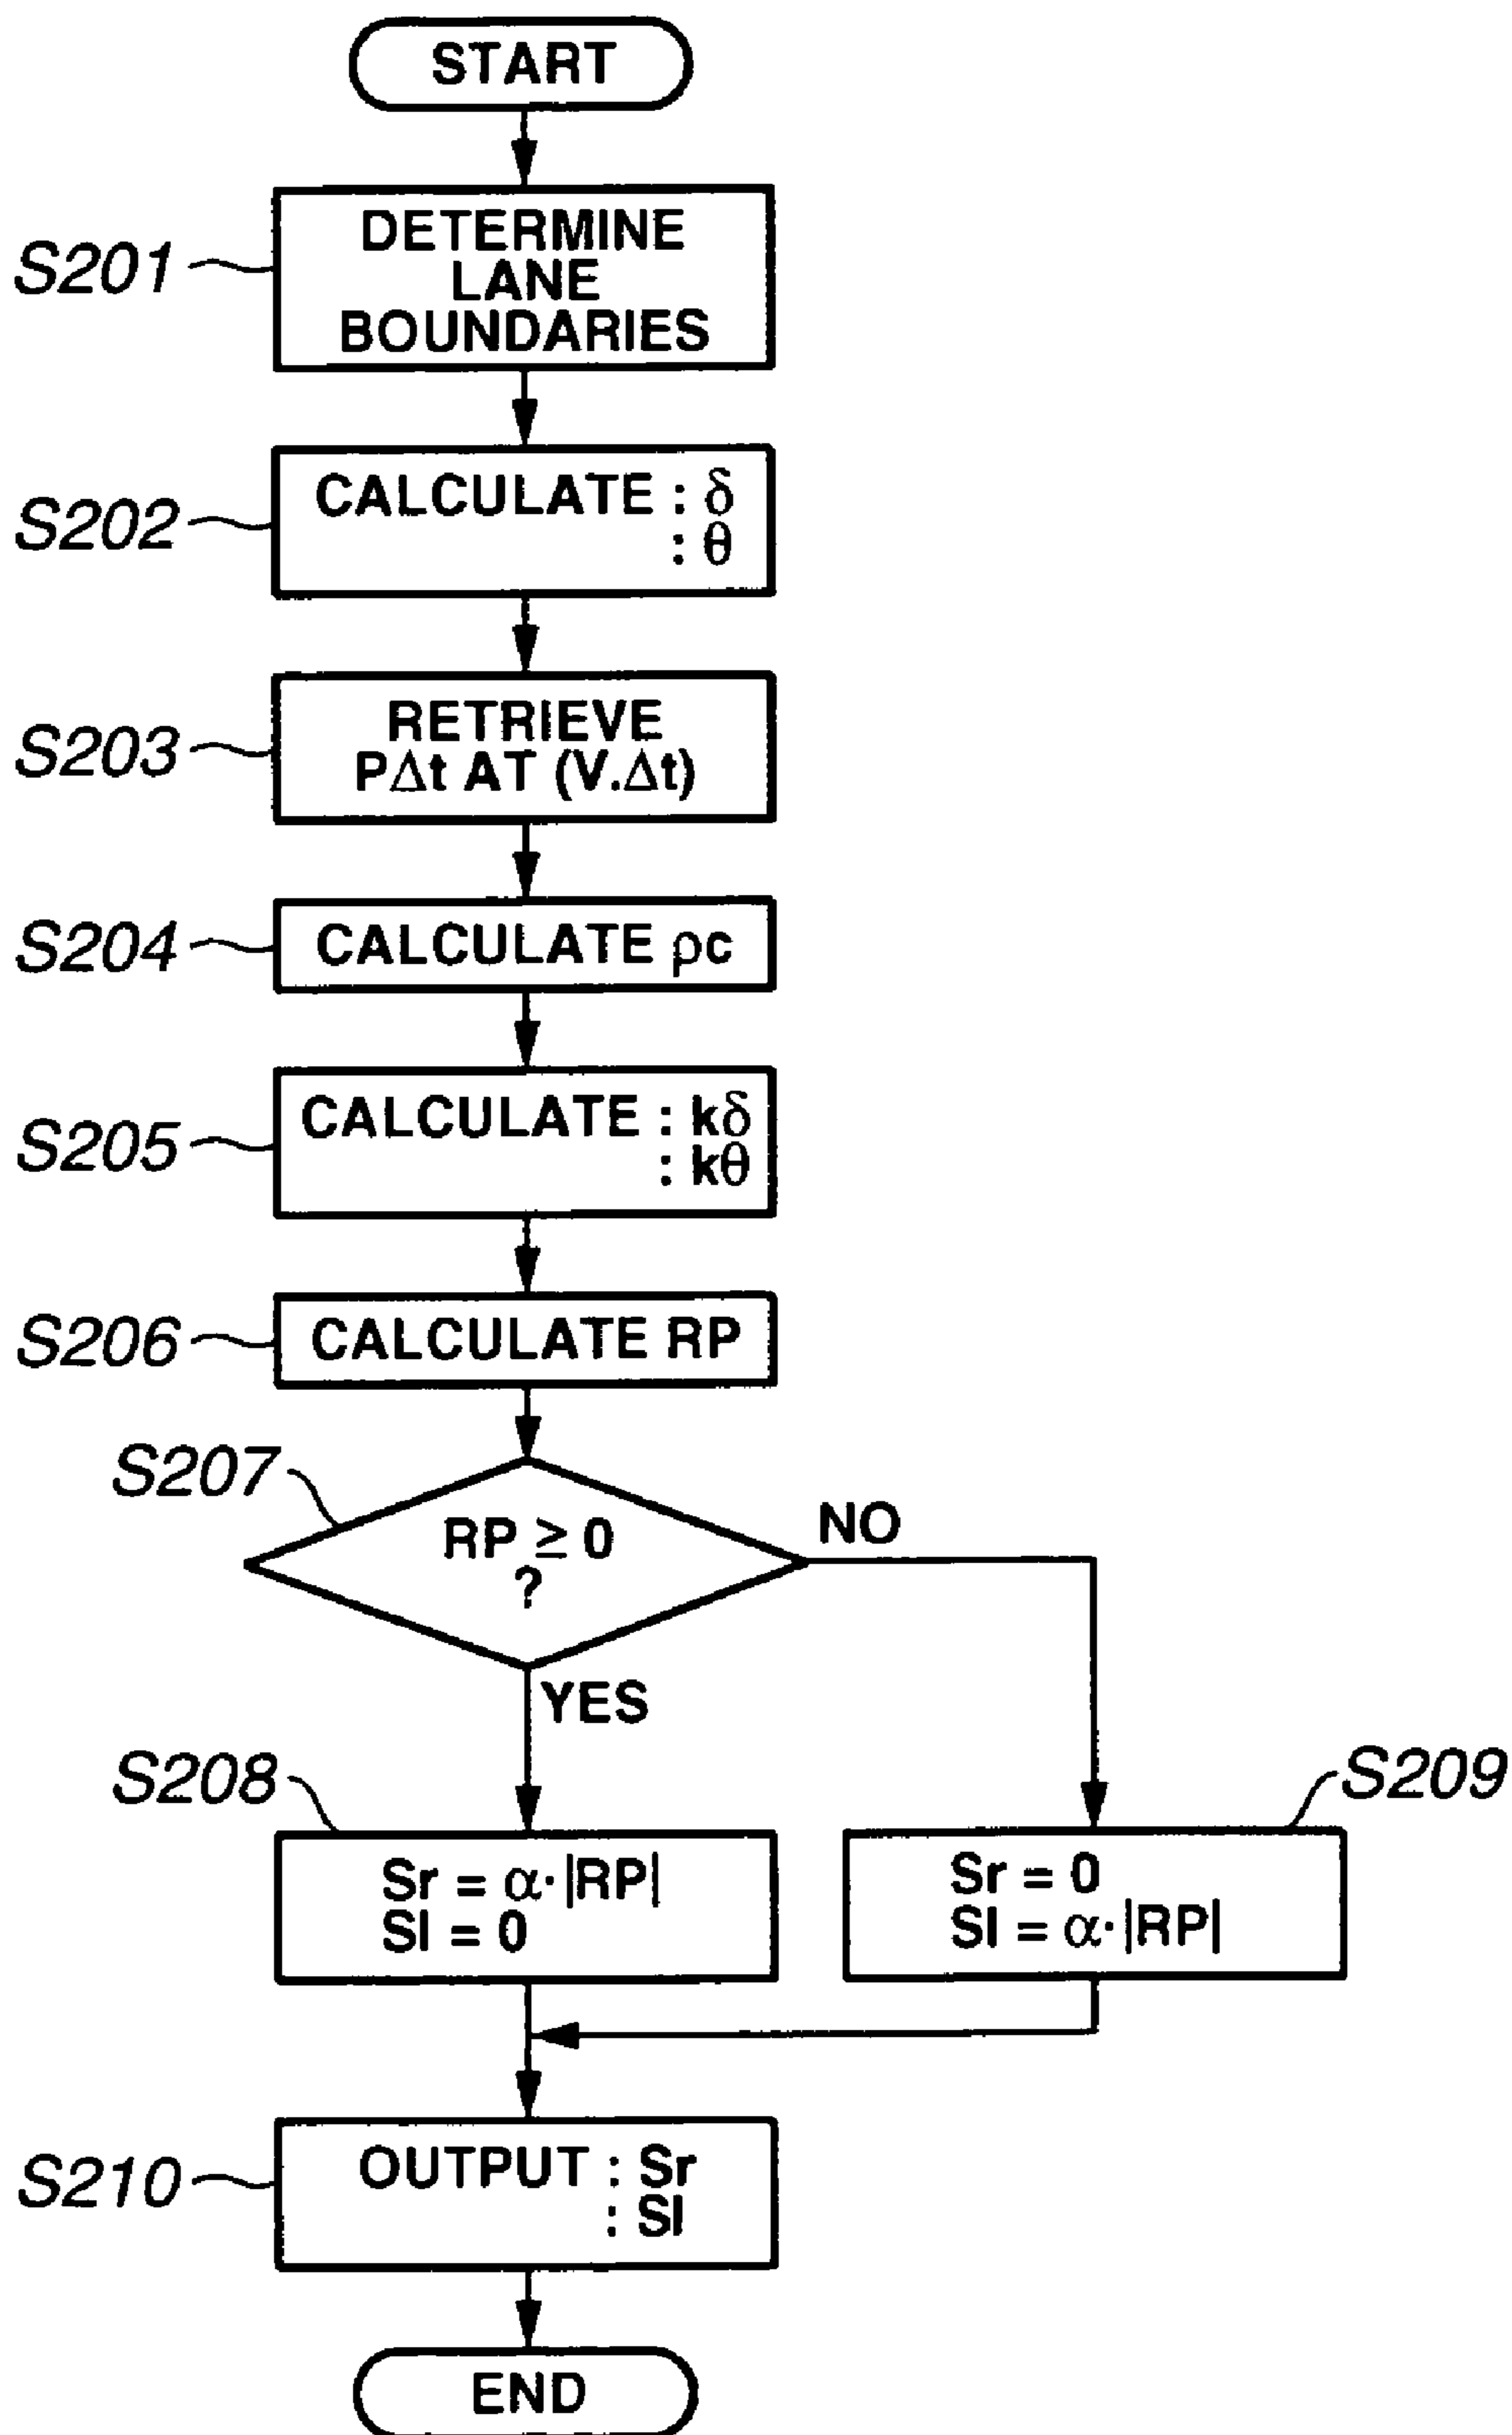 START
S201
DETERMINE
LANE
BOUNDARIES
S202
CALCULATE : δ
: θ
S203
RETRIEVE
PΔt AT (V.Δt)
S204
CALCULATE ρc
S205
CALCULATE : kδ
: kθ
S206
CALCULATE RP
S207
RP ≥ 0
?
NO
YES
S208
Sr = α·|RP|
Sl = 0
S209
Sr = 0
Sl = α·|RP|
S210
OUTPUT : Sr
: Sl
END